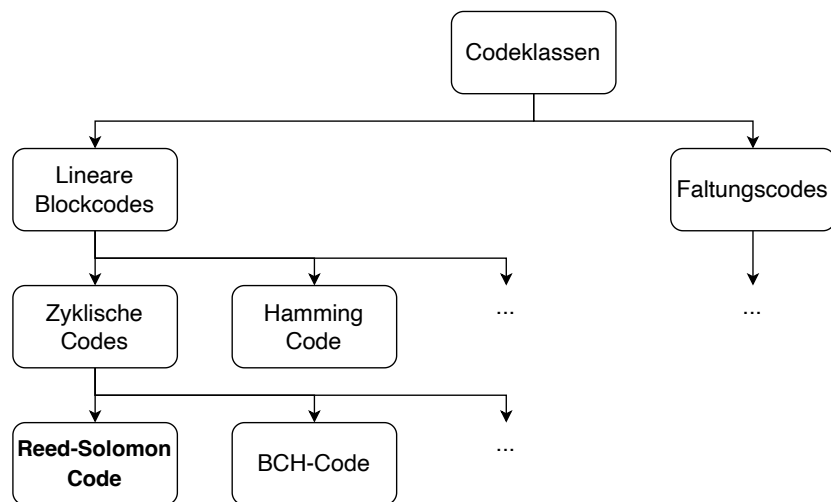 Codeklassen
Lineare
Blockcodes
Faltungscodes
Zyklische
Codes
Hamming
Code
...
...
Reed-Solomon
Code
BCH-Code
...